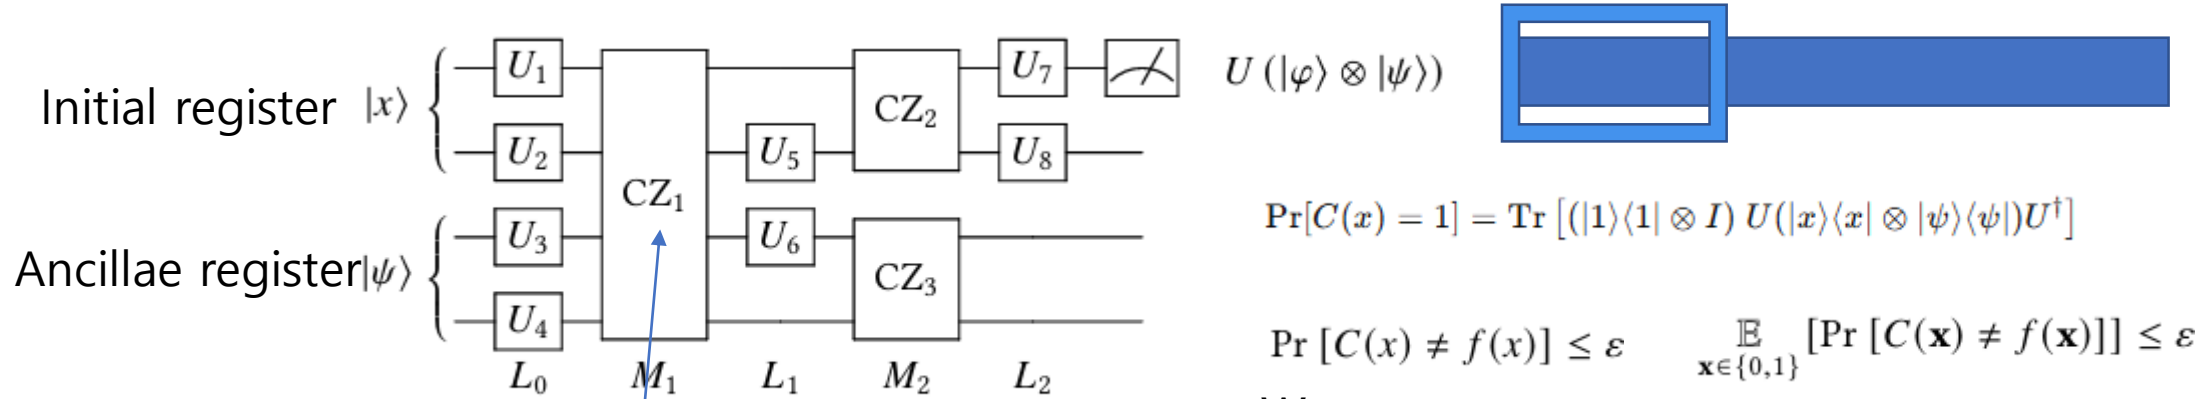 Initial register |x⟩
Ancillae register |ψ⟩
U₁
U₂
U₃
U₄
CZ₁
U₅
U₆
CZ₂
CZ₃
U₇
U₈
L₀ M₁ L₁ M₂ L₂
U (|φ⟩ ⊗ |ψ⟩)
Pr[C(x) = 1] = Tr [(|1⟩⟨1| ⊗ I) U(|x⟩⟨x| ⊗ |ψ⟩⟨ψ|)U†]
Pr [C(x) ≠ f(x)] ≤ ε
𝔼 [Pr [C(𝐱) ≠ f(𝐱)]] ≤ ε
𝐱∈{0,1}